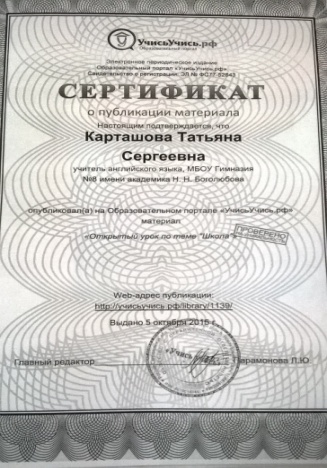 УчисьУчись.рф
Образовательный портал
Электронное периодическое издание
Образовательный портал «УчисьУчись.рф»
Свидетельство о регистрации: ЭЛ № ФС77-52643
СЕРТИФИКАТ
о публикации материала
Настоящим подтверждается, что
Карташова Татьяна
Сергеевна
учитель английского языка, МБОУ Гимназия
№8 имени академика Н. Н. Боголюбова
опубликовал(а) на Образовательном портале «УчисьУчись.рф»
материал
«Открытый урок по теме "Школа"»
ПРОВЕРЕНО
Web-адрес публикации:
http://учисьучись.рф/library/1139/
Выдано 5 октября 2015 г.
Главный редактор
Парамонова Л.Ю